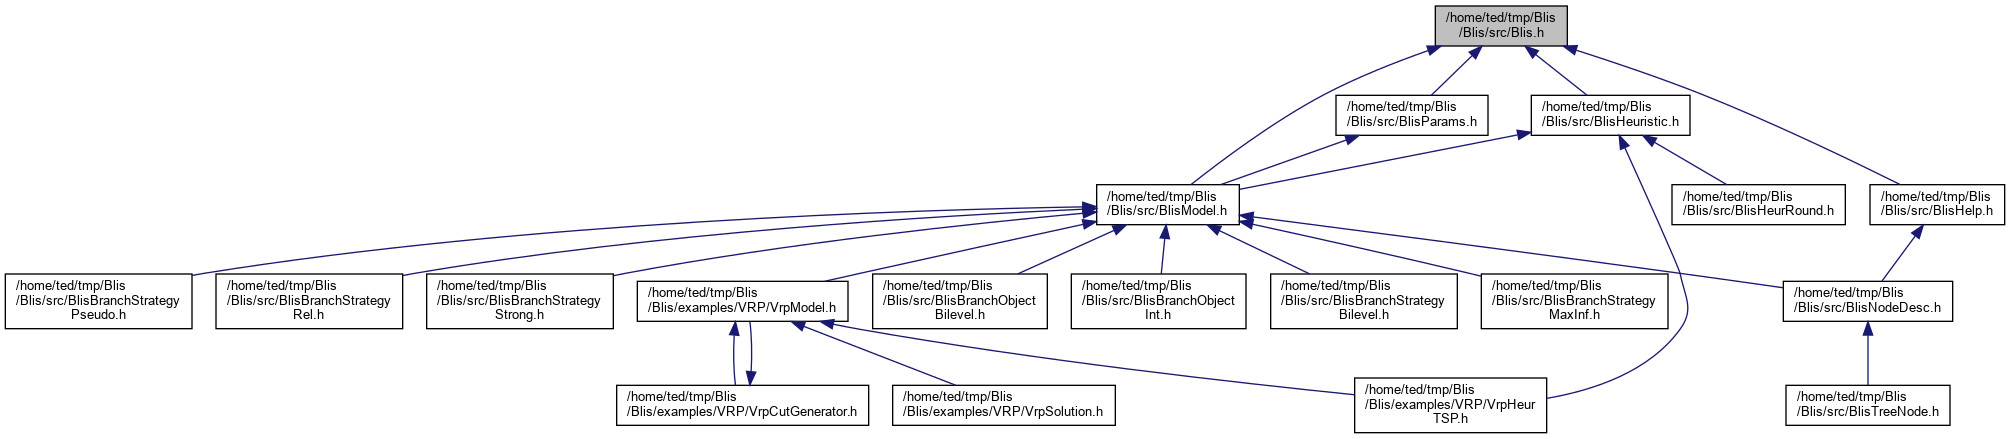 /home/ted/tmp/Blis
/Blis/src/Blis.h
/home/ted/tmp/Blis
/Blis/src/BlisParams.h
/home/ted/tmp/Blis
/Blis/src/BlisHeuristic.h
/home/ted/tmp/Blis
/Blis/src/BlisModel.h
/home/ted/tmp/Blis
/Blis/src/BlisHeurRound.h
/home/ted/tmp/Blis
/Blis/src/BlisHelp.h
/home/ted/tmp/Blis
/Blis/src/BlisBranchStrategy
Pseudo.h
/home/ted/tmp/Blis
/Blis/src/BlisBranchStrategy
Rel.h
/home/ted/tmp/Blis
/Blis/src/BlisBranchStrategy
Strong.h
/home/ted/tmp/Blis
/Blis/examples/VRP/VrpModel.h
/home/ted/tmp/Blis
/Blis/src/BlisBranchObject
Bilevel.h
/home/ted/tmp/Blis
/Blis/src/BlisBranchObject
Int.h
/home/ted/tmp/Blis
/Blis/src/BlisBranchStrategy
Bilevel.h
/home/ted/tmp/Blis
/Blis/src/BlisBranchStrategy
MaxInf.h
/home/ted/tmp/Blis
/Blis/src/BlisNodeDesc.h
/home/ted/tmp/Blis
/Blis/examples/VRP/VrpCutGenerator.h
/home/ted/tmp/Blis
/Blis/examples/VRP/VrpSolution.h
/home/ted/tmp/Blis
/Blis/examples/VRP/VrpHeur
TSP.h
/home/ted/tmp/Blis
/Blis/src/BlisTreeNode.h